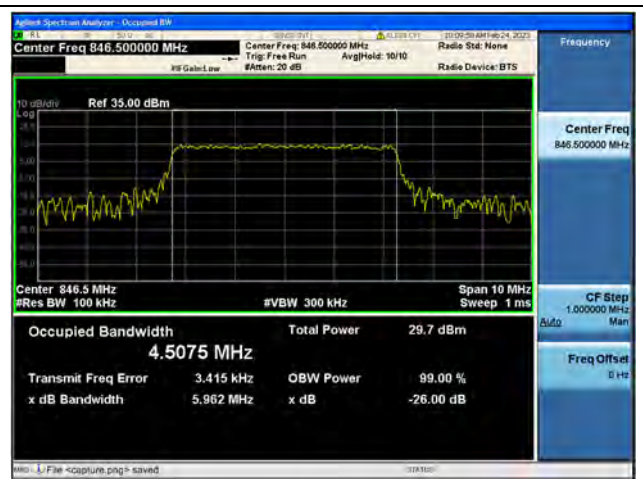 Agilent Spectrum Analyzer - Occupied BW
RL
10:09:50 AM Feb 24, 2023
Center Freq 846.500000 MHz
Center Freq: 846.500000 MHz
Radio Std: None
Trig: Free Run
Avg|Hold: 10/10
#IFGain:Low
#Atten: 20 dB
Radio Device: BTS
Frequency
10 dB/div
Ref 35.00 dBm
Log
Center Freq
846.500000 MHz
Center 846.5 MHz
Span 10 MHz
#Res BW 100 kHz
#VBW 300 kHz
Sweep 1 ms
CF Step
1.000000 MHz
Auto
Man
Occupied Bandwidth
Total Power
29.7 dBm
4.5075 MHz
Freq Offset
0 Hz
Transmit Freq Error
3.415 kHz
OBW Power
99.00 %
x dB Bandwidth
5.962 MHz
x dB
-26.00 dB
File <capture.png> saved
STATUS